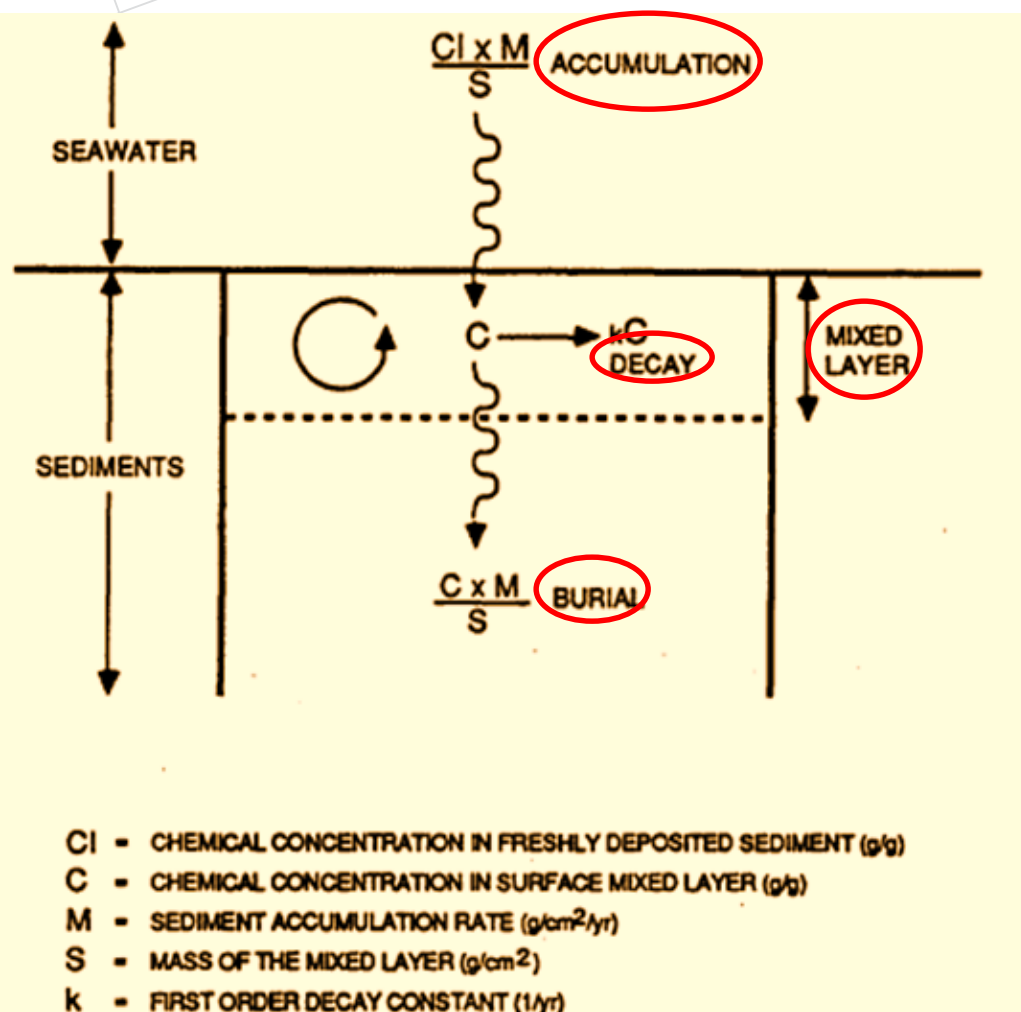 CI x M
S
ACCUMULATION
SEAWATER
C
kC
DECAY
MIXED
LAYER
SEDIMENTS
C x M
S
BURIAL
CI - CHEMICAL CONCENTRATION IN FRESHLY DEPOSITED SEDIMENT (g/g)
C - CHEMICAL CONCENTRATION IN SURFACE MIXED LAYER (g/g)
M - SEDIMENT ACCUMULATION RATE (g/cm²/yr)
S - MASS OF THE MIXED LAYER (g/cm²)
k - FIRST ORDER DECAY CONSTANT (1/yr)